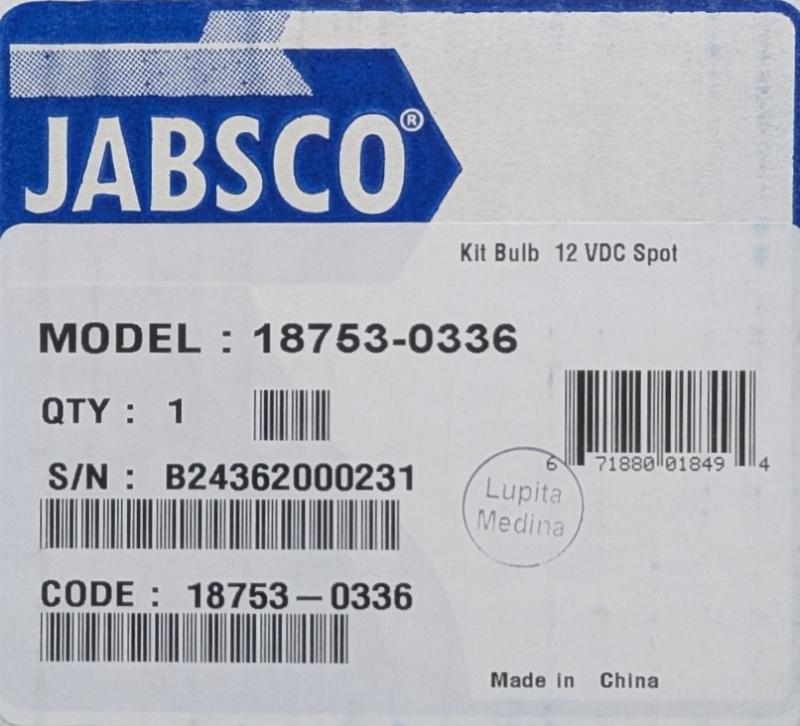 JABSCO®
Kit Bulb 12 VDC Spot
MODEL : 18753-0336
QTY : 1
6 71880 01849 4
S/N : B24362000231
Lupita
Medina
CODE : 18753-0336
Made in China